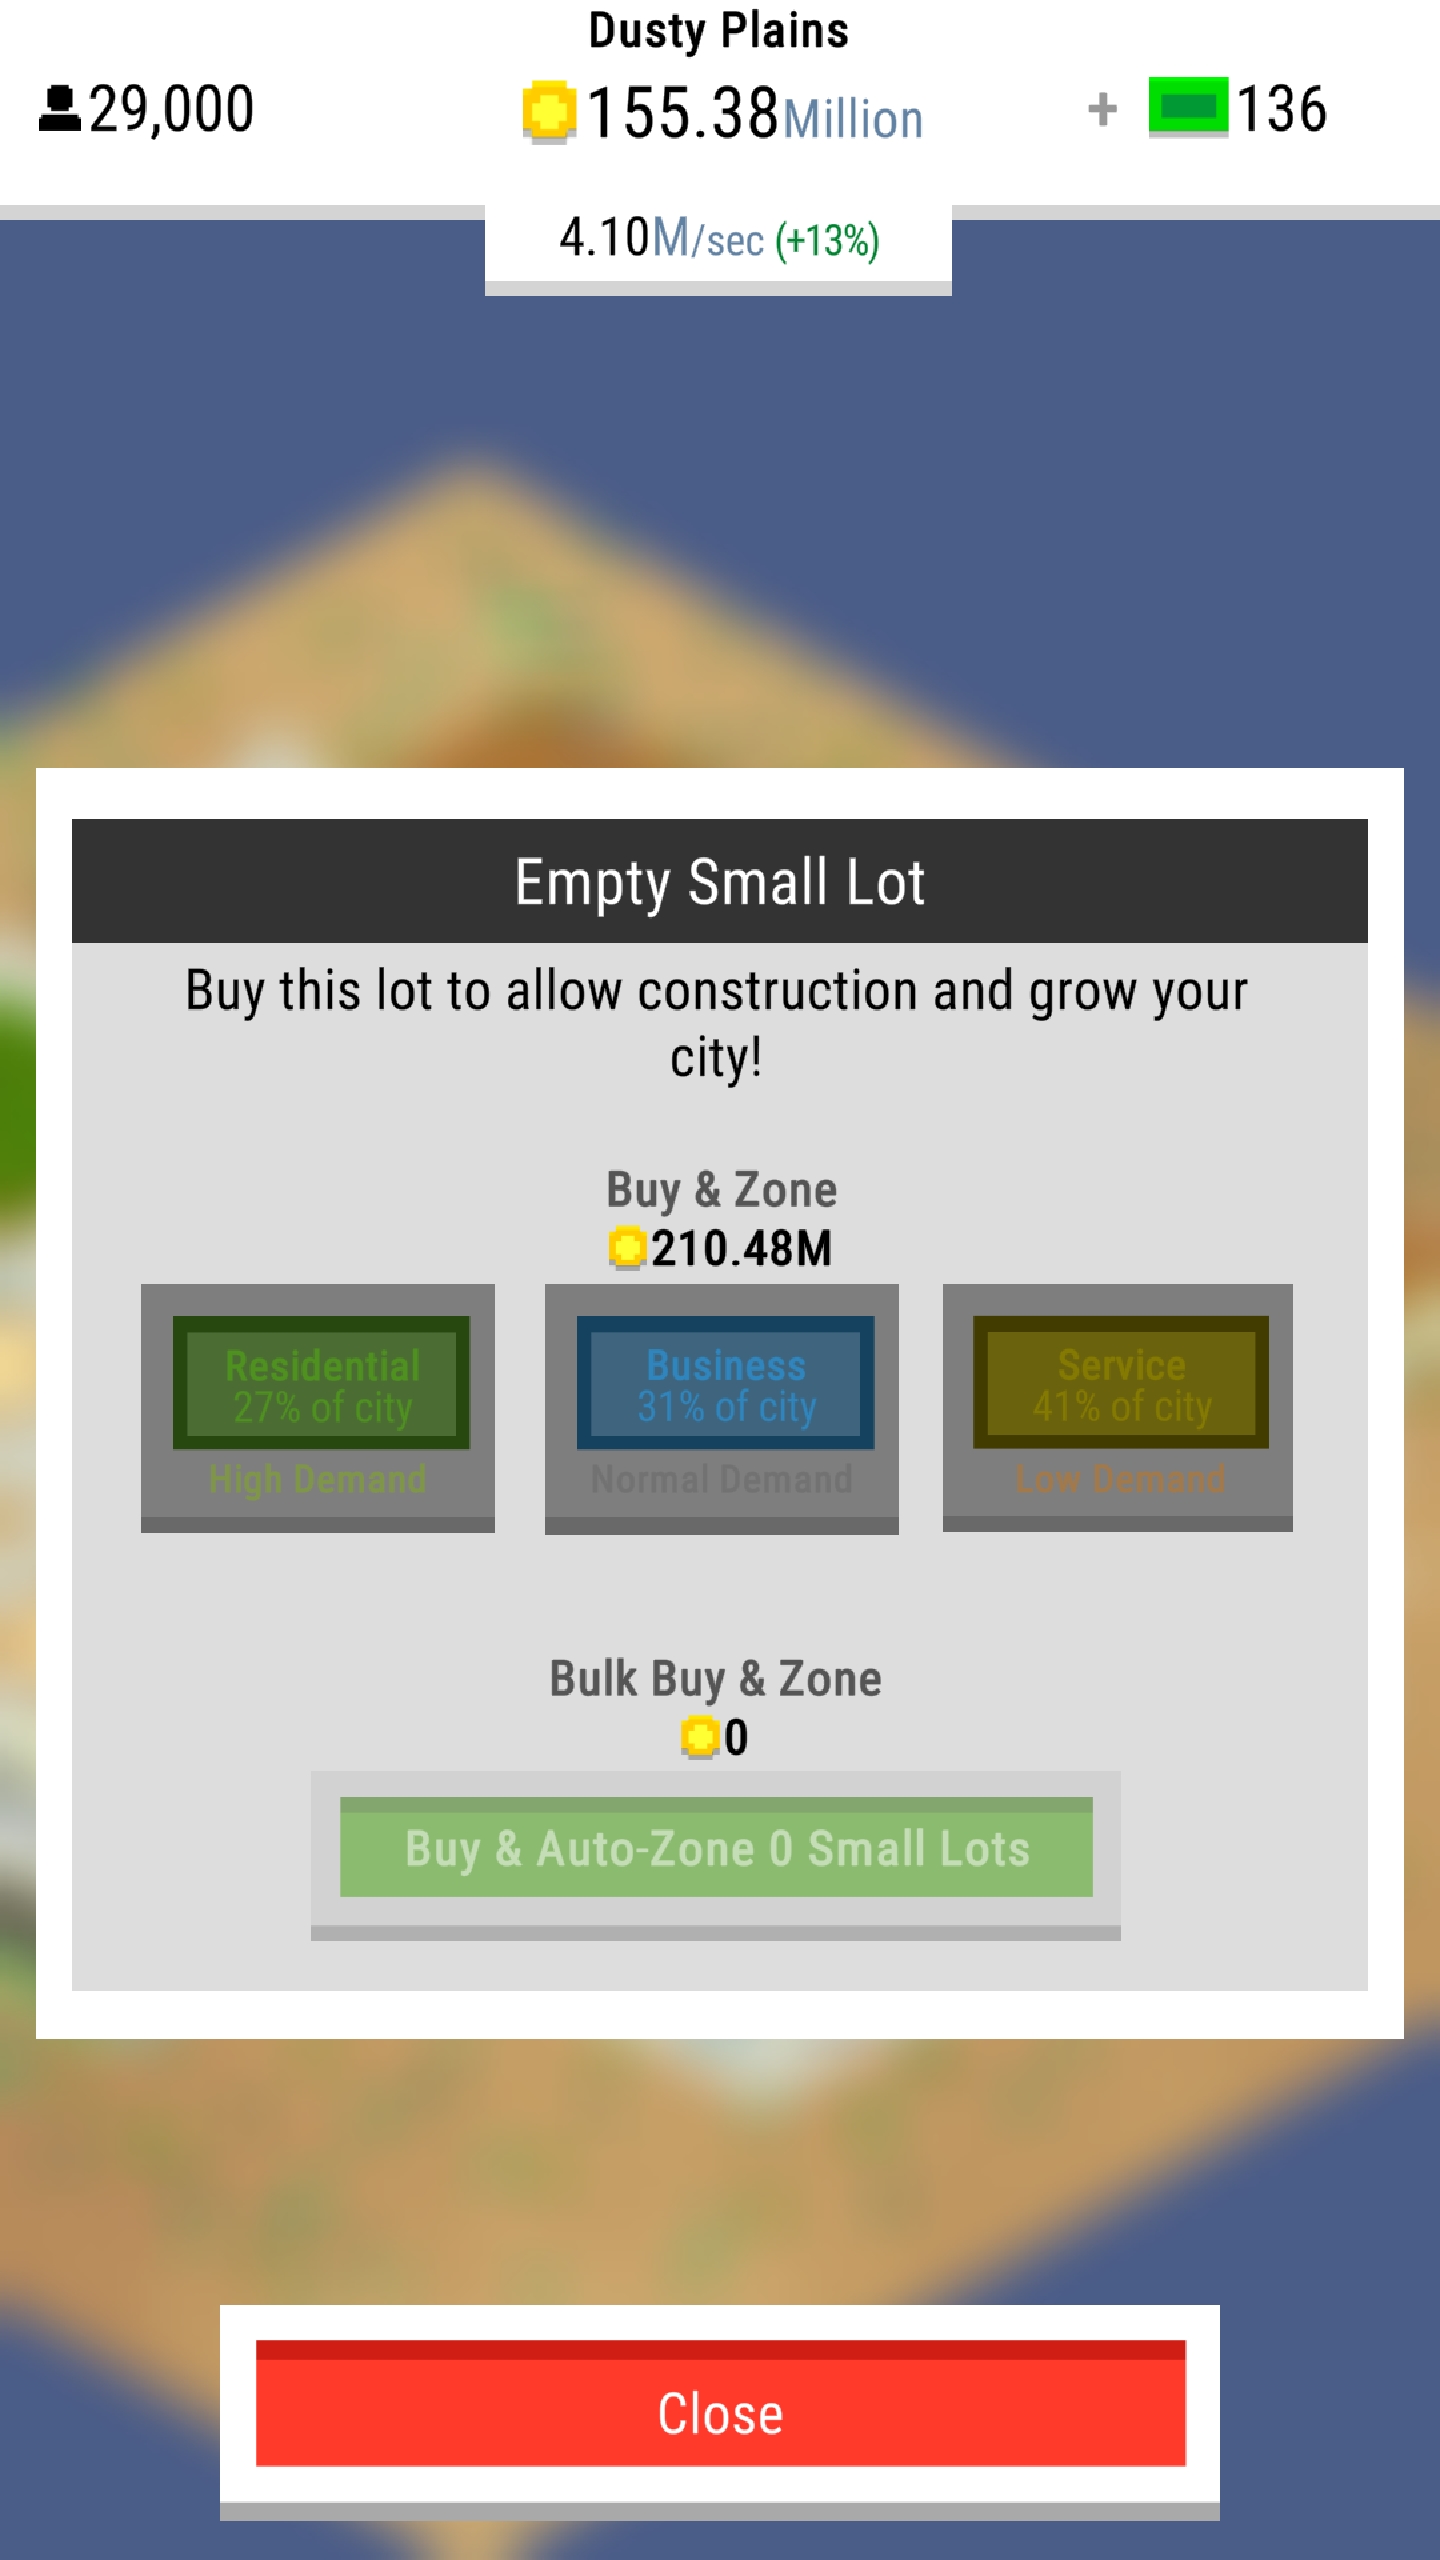 Dusty Plains
29,000
155.38Million
+ 136
4.10M/sec (+13%)
Empty Small Lot
Buy this lot to allow construction and grow your
city!
Buy & Zone
210.48M
Residential
27% of city
High Demand
Business
31% of city
Normal Demand
Service
41% of city
Low Demand
Bulk Buy & Zone
0
Buy & Auto-Zone 0 Small Lots
Close